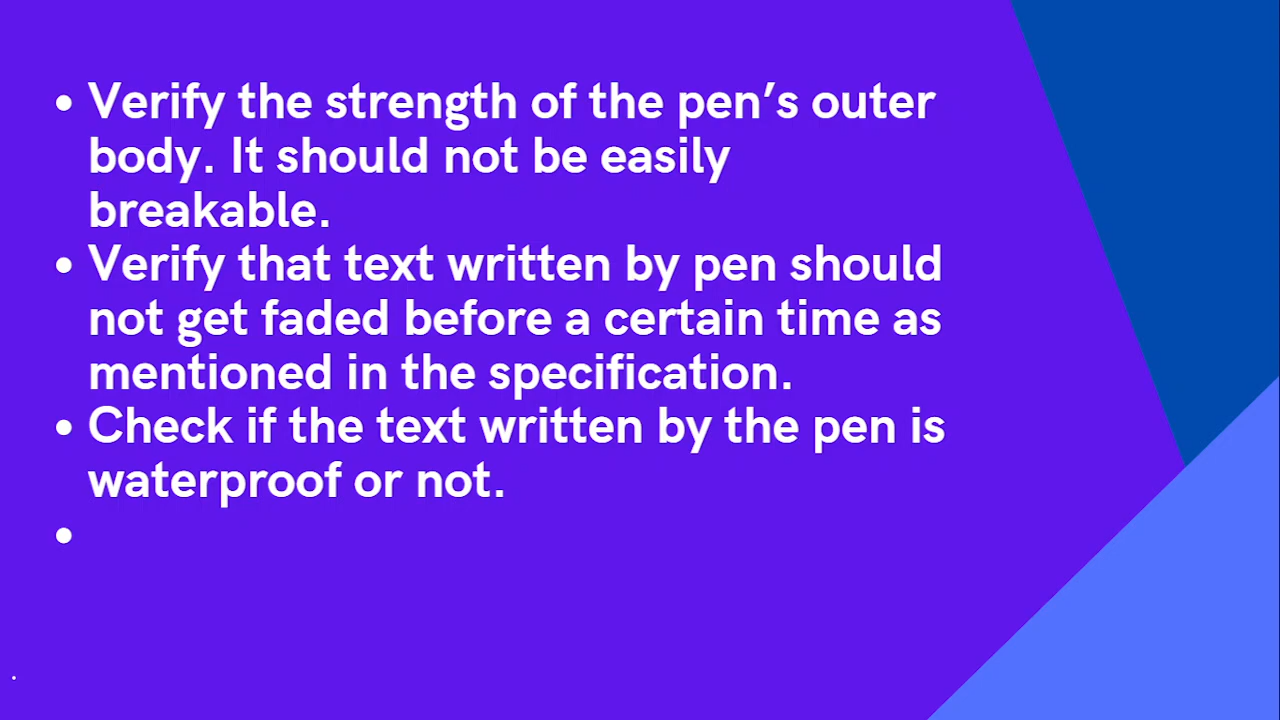 • Verify the strength of the pen’s outer
body. It should not be easily
breakable.
• Verify that text written by pen should
not get faded before a certain time as
mentioned in the specification.
• Check if the text written by the pen is
waterproof or not.
•
.